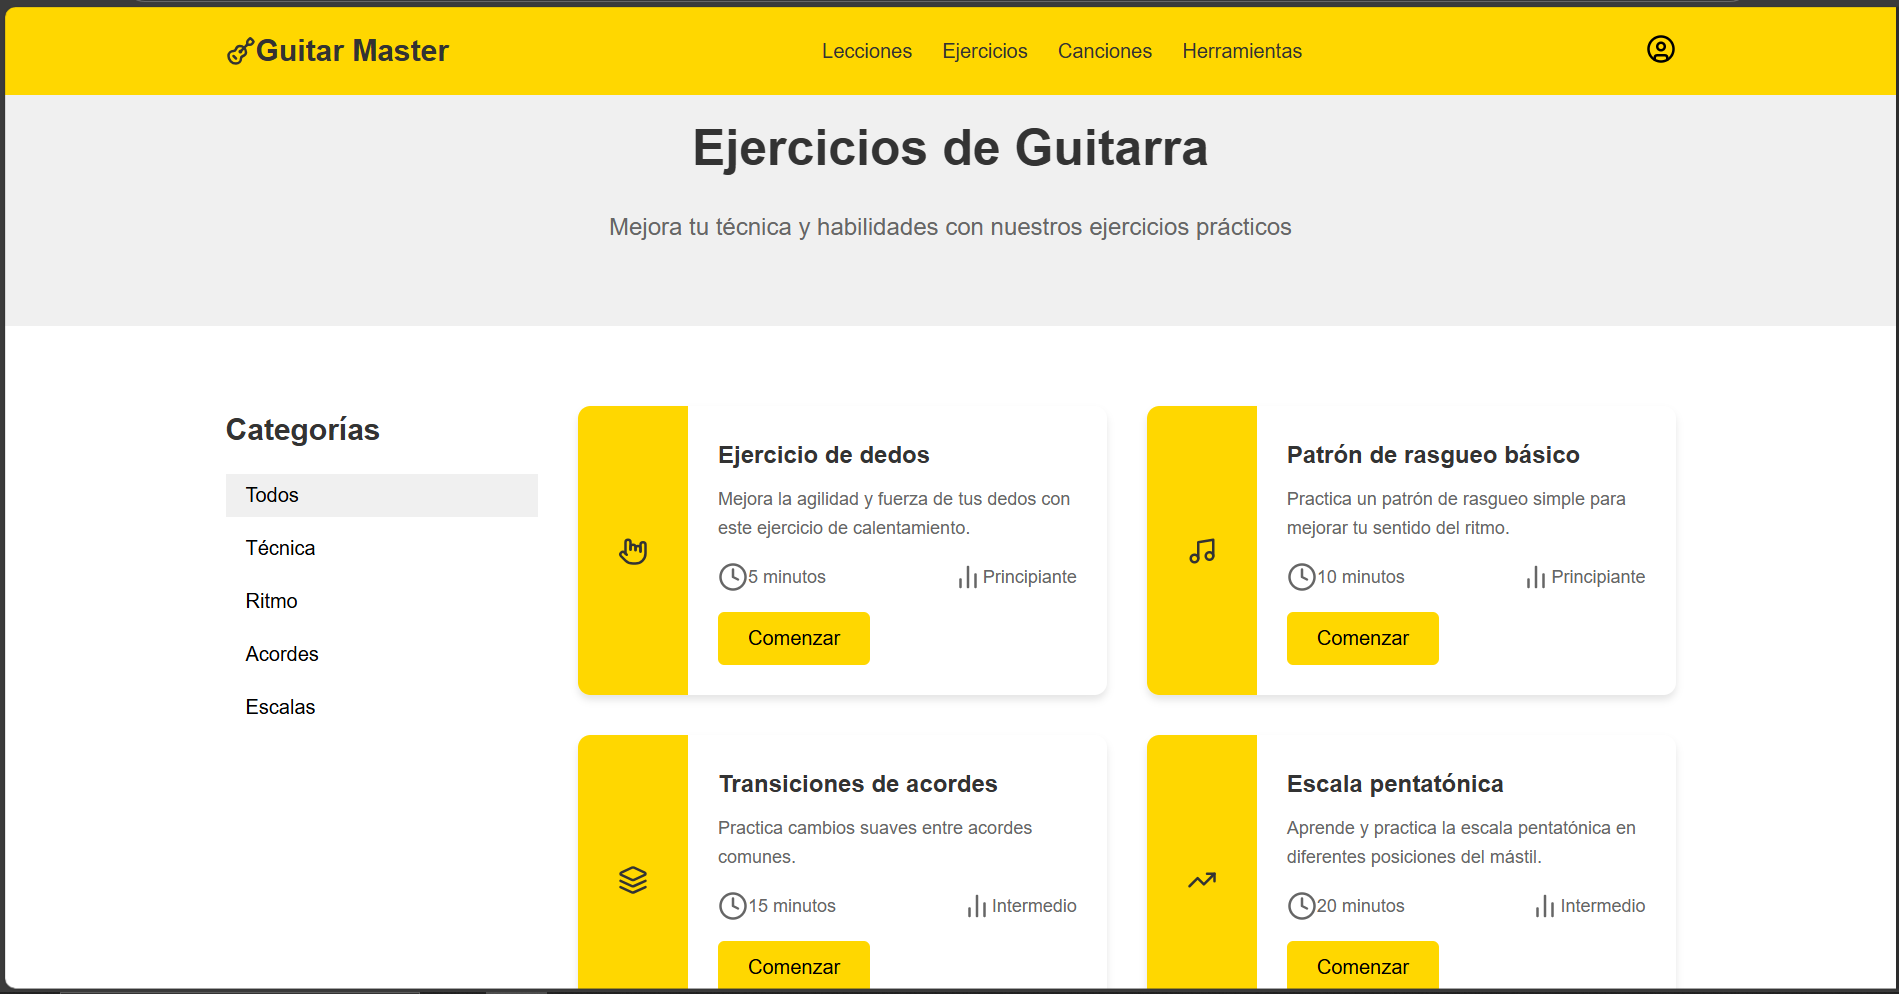 Guitar Master
Lecciones Ejercicios Canciones Herramientas
Ejercicios de Guitarra
Mejora tu técnica y habilidades con nuestros ejercicios prácticos
Categorías
Todos
Técnica
Ritmo
Acordes
Escalas
Ejercicio de dedos
Mejora la agilidad y fuerza de tus dedos con
este ejercicio de calentamiento.
5 minutos Principiante
Comenzar
Patrón de rasgueo básico
Practica un patrón de rasgueo simple para
mejorar tu sentido del ritmo.
10 minutos Principiante
Comenzar
Transiciones de acordes
Practica cambios suaves entre acordes
comunes.
15 minutos Intermedio
Comenzar
Escala pentatónica
Aprende y practica la escala pentatónica en
diferentes posiciones del mástil.
20 minutos Intermedio
Comenzar